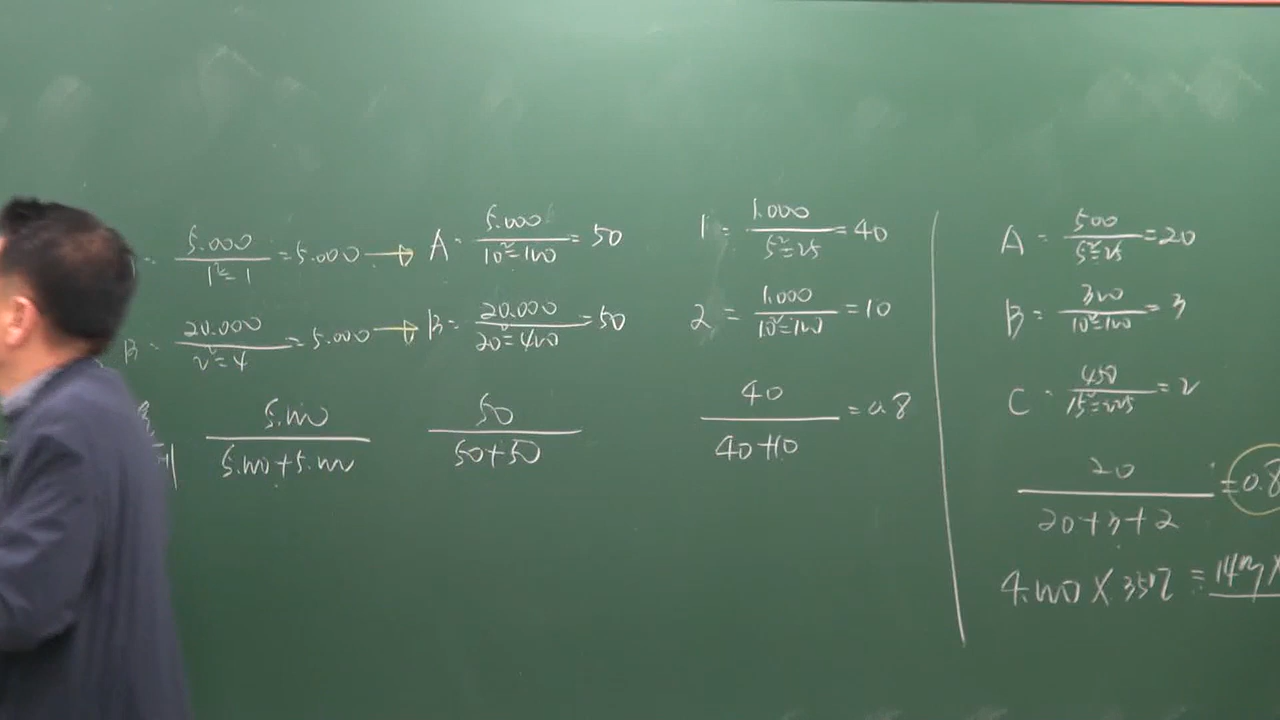 5.000 / 1²=1 = 5.000 → A = 5.000 / 10²=100 = 50
B = 20.000 / 2²=4 = 5.000 → B = 20.000 / 20²=400 = 50
5.000 / 5.000+5.000
50 / 50+50
1 = 1.000 / 5²=25 = 40
2 = 1.000 / 10²=100 = 10
40 / 40+10 = 0.8
A = 500 / 5²=25 = 20
B = 300 / 10²=100 = 3
C = 450 / 15²=225 = 2
20 / 20+3+2 = 0.8
4.000 × 35% =